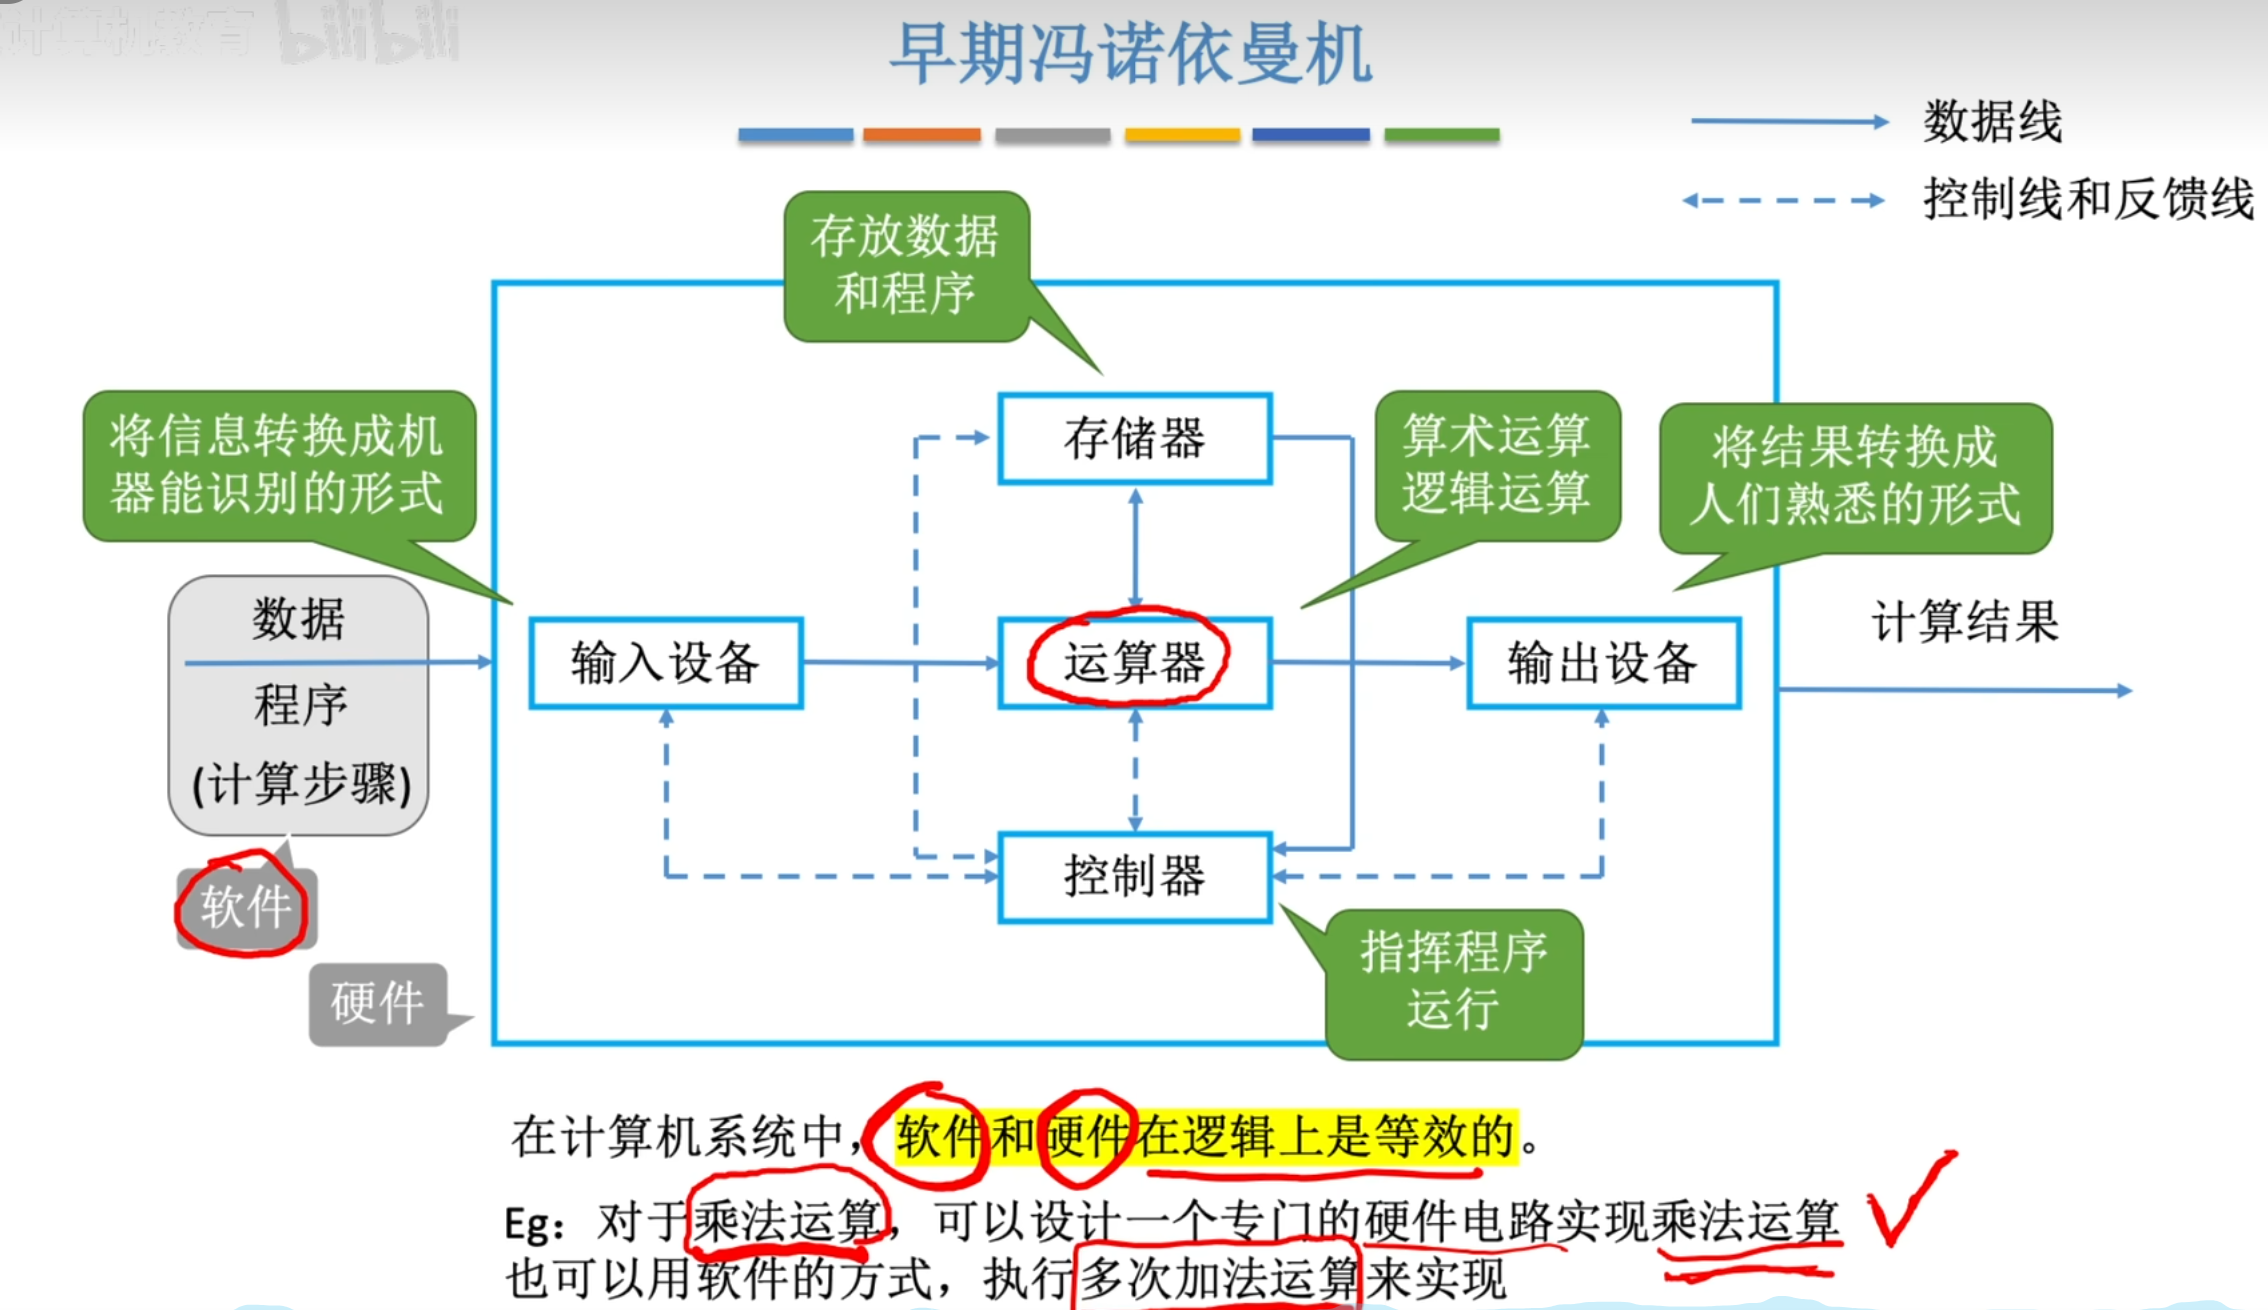 计算机教育 bilibili
早期冯诺依曼机
数据线
控制线和反馈线
存放数据
和程序
将信息转换成机
器能识别的形式
存储器
算术运算
逻辑运算
将结果转换成
人们熟悉的形式
数据
程序
(计算步骤)
输入设备
运算器
输出设备
计算结果
软件
硬件
控制器
指挥程序
运行
在计算机系统中，软件和硬件在逻辑上是等效的。
Eg：对于乘法运算，可以设计一个专门的硬件电路实现乘法运算
也可以用软件的方式，执行多次加法运算来实现